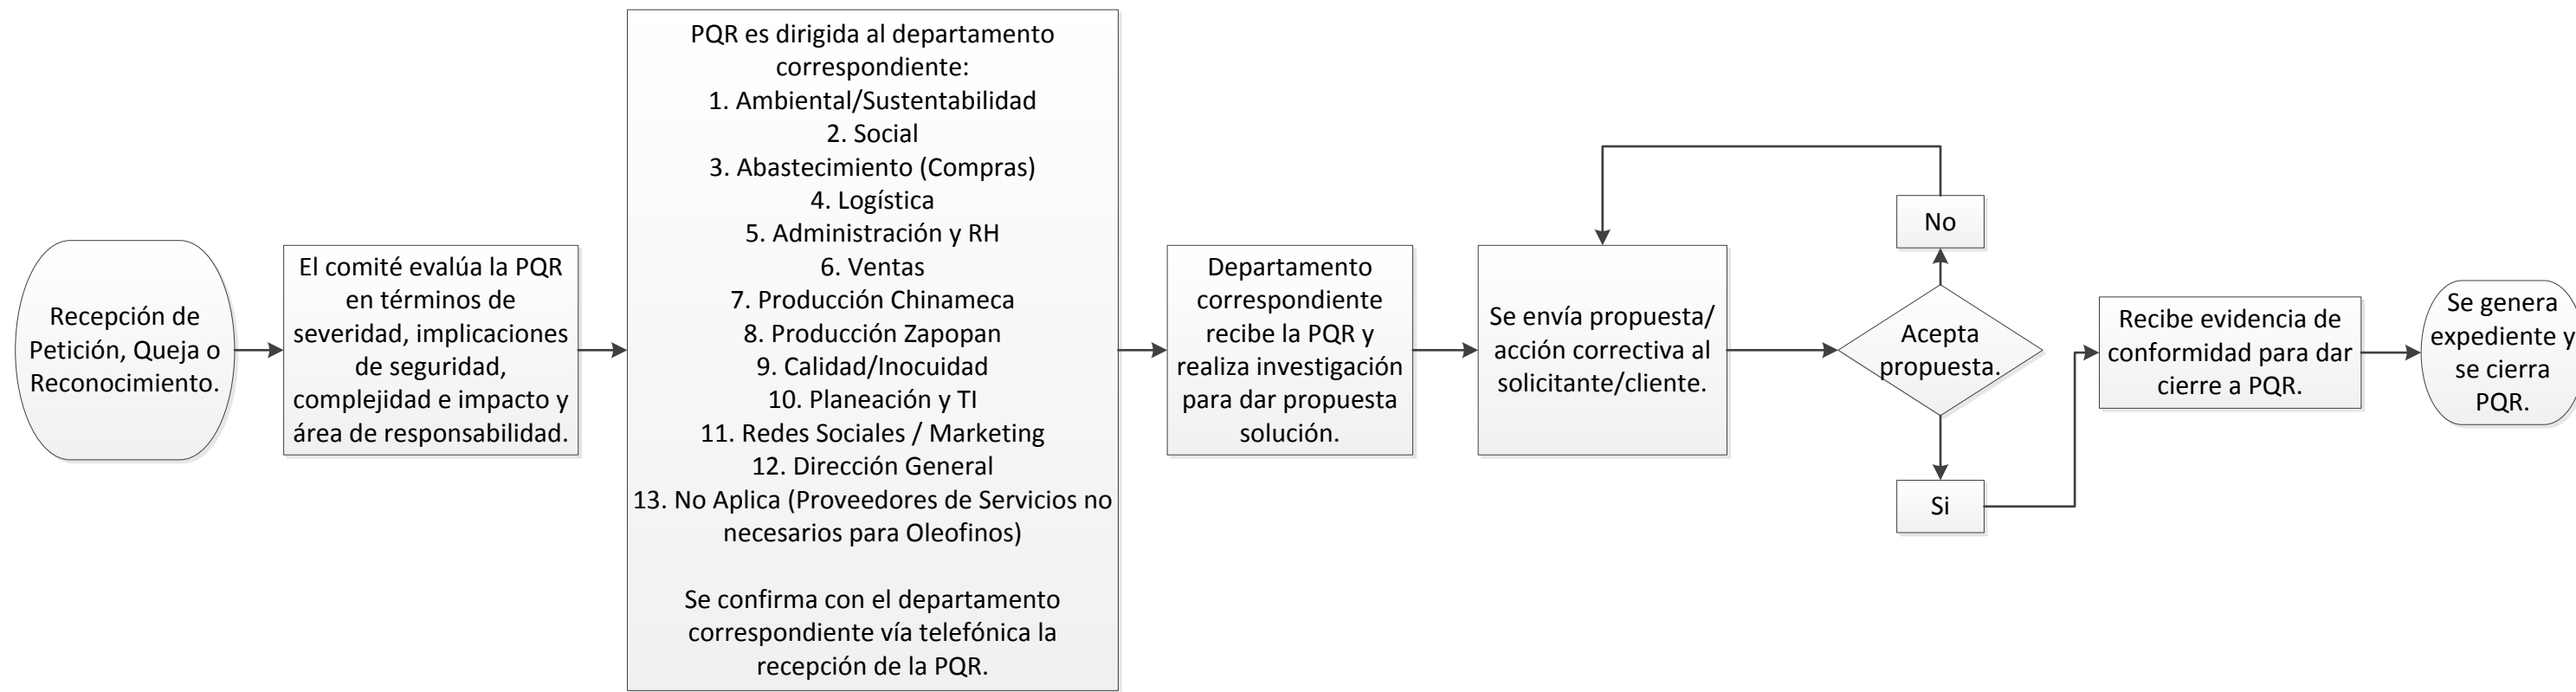 Recepción de
Petición, Queja o
Reconocimiento.
El comité evalúa la PQR
en términos de
severidad, implicaciones
de seguridad,
complejidad e impacto y
área de responsabilidad.
PQR es dirigida al departamento
correspondiente:
1. Ambiental/Sustentabilidad
2. Social
3. Abastecimiento (Compras)
4. Logística
5. Administración y RH
6. Ventas
7. Producción Chinameca
8. Producción Zapopan
9. Calidad/Inocuidad
10. Planeación y TI
11. Redes Sociales / Marketing
12. Dirección General
13. No Aplica (Proveedores de Servicios no
necesarios para Oleofinos)
Se confirma con el departamento
correspondiente vía telefónica la
recepción de la PQR.
Departamento
correspondiente
recibe la PQR y
realiza investigación
para dar propuesta
solución.
Se envía propuesta/
acción correctiva al
solicitante/cliente.
No
Acepta
propuesta.
Si
Recibe evidencia de
conformidad para dar
cierre a PQR.
Se genera
expediente y
se cierra
PQR.